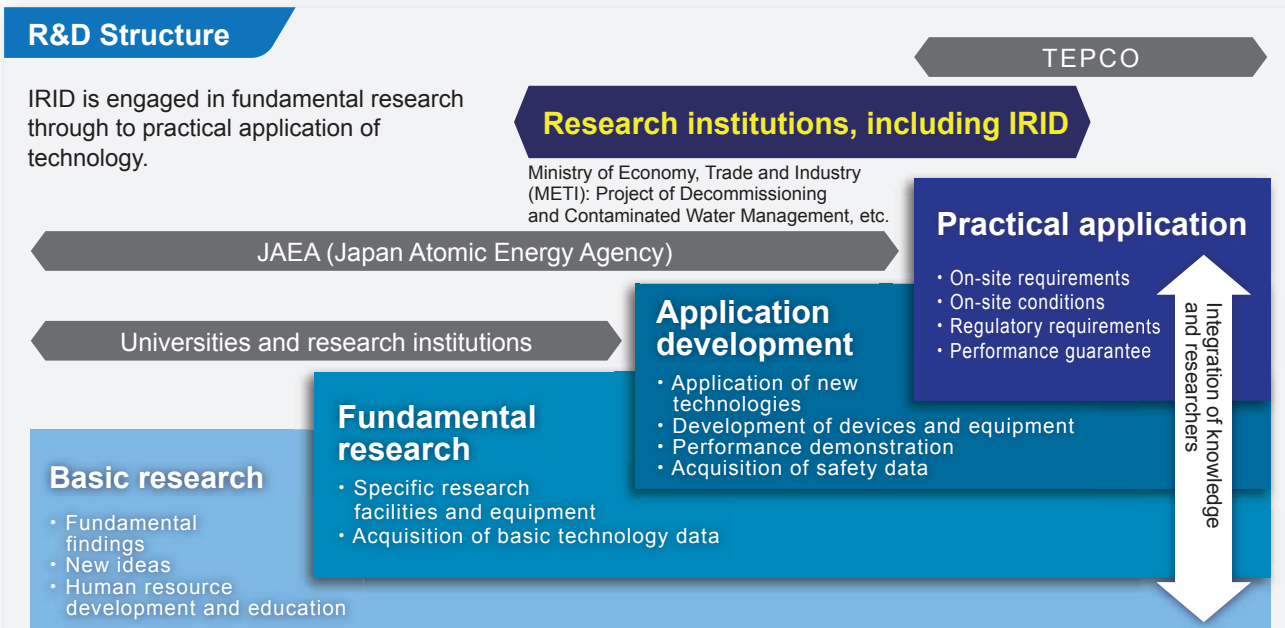 R&D Structure
IRID is engaged in fundamental research
through to practical application of
technology.
TEPCO
Research institutions, including IRID
Ministry of Economy, Trade and Industry
(METI): Project of Decommissioning
and Contaminated Water Management, etc.
JAEA (Japan Atomic Energy Agency)
Universities and research institutions
Practical application
・On-site requirements
・On-site conditions
・Regulatory requirements
・Performance guarantee
Application
development
・Application of new
technologies
・Development of devices and equipment
・Performance demonstration
・Acquisition of safety data
Fundamental
research
・Specific research
facilities and equipment
・Acquisition of basic technology data
Basic research
・Fundamental
findings
・New ideas
・Human resource
development and education
Integration of knowledge
and researchers